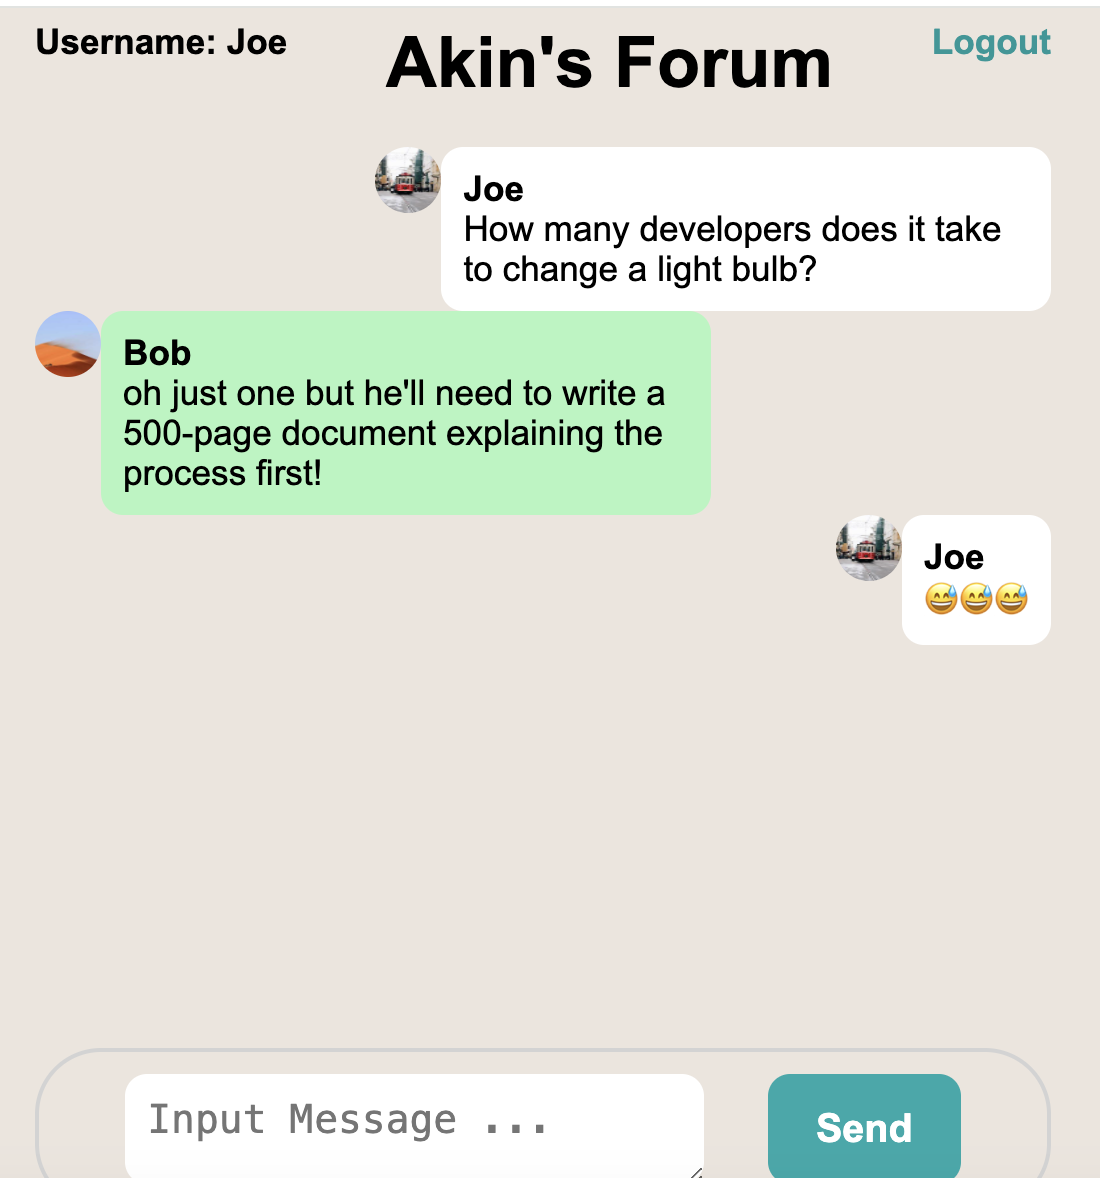 Username: Joe
Akin's Forum
Logout
Joe
How many developers does it take
to change a light bulb?
Bob
oh just one but he'll need to write a
500-page document explaining the
process first!
Joe
😅😅😅
Input Message ...
Send